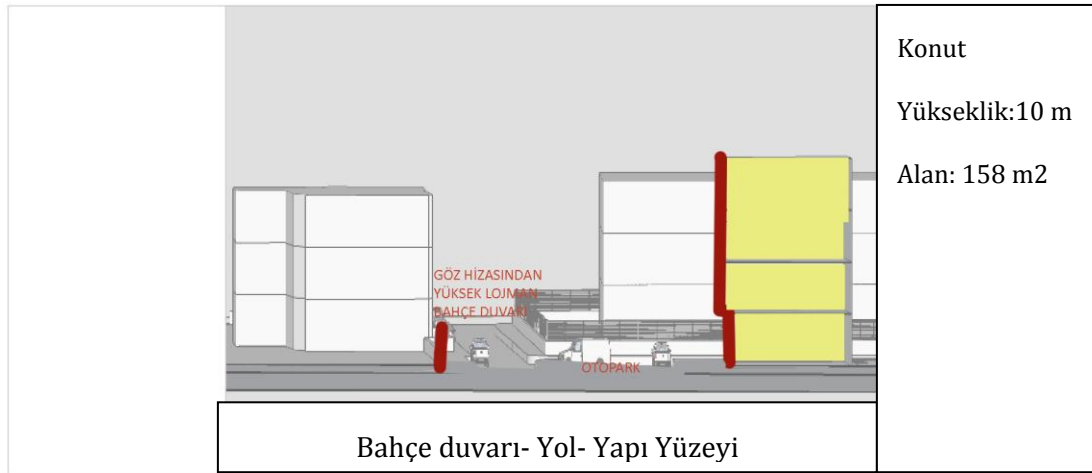 Konut
Yükseklik:10 m
Alan: 158 m2
GÖZ HİZASINDAN
YÜKSEK LOJMAN
BAHÇE DUVARI
OTOPARK
Bahçe duvarı- Yol- Yapı Yüzeyi